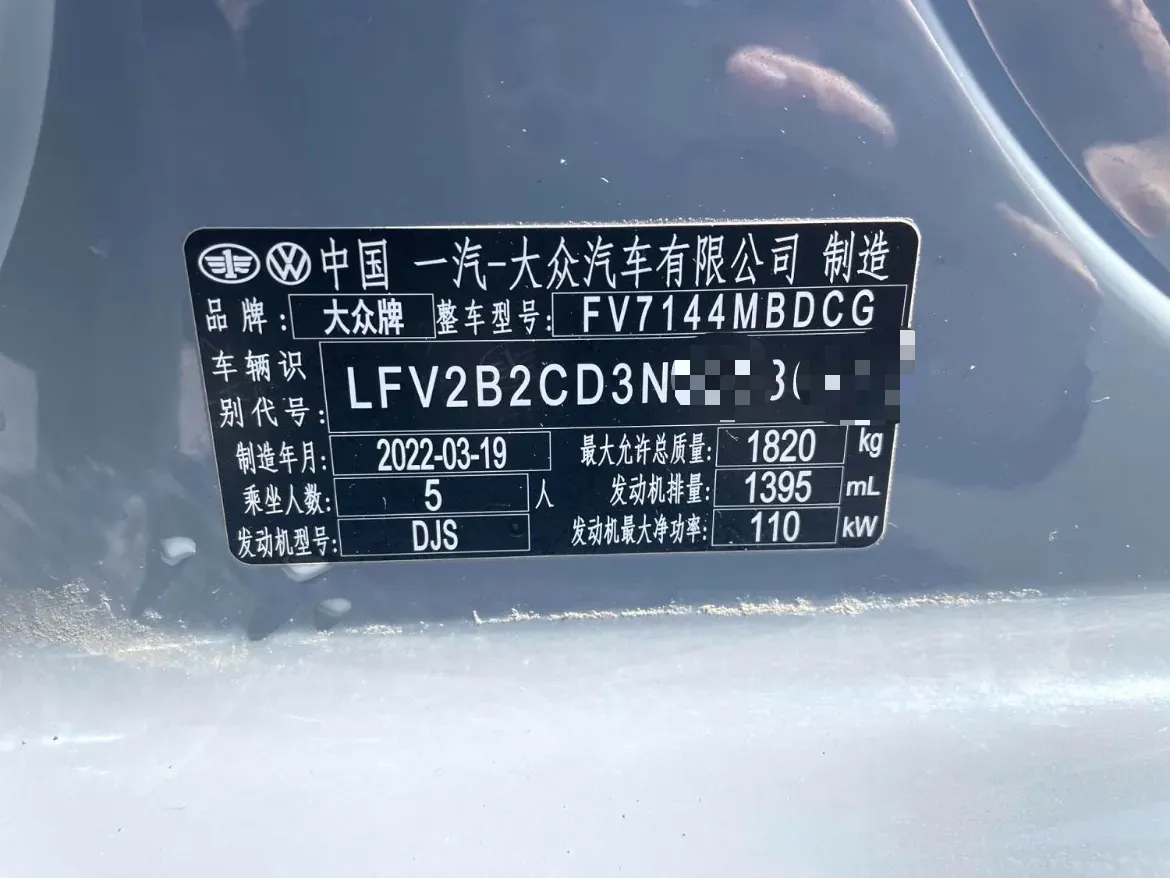 中国 一汽-大众汽车有限公司 制造
品牌: 大众牌 整车型号: FV7144MBDCG
车辆识别代号: LFV2B2CD3N
制造年月: 2022-03-19 最大允许总质量: 1820 kg
乘坐人数: 5 人 发动机排量: 1395 mL
发动机型号: DJS 发动机最大净功率: 110 kW